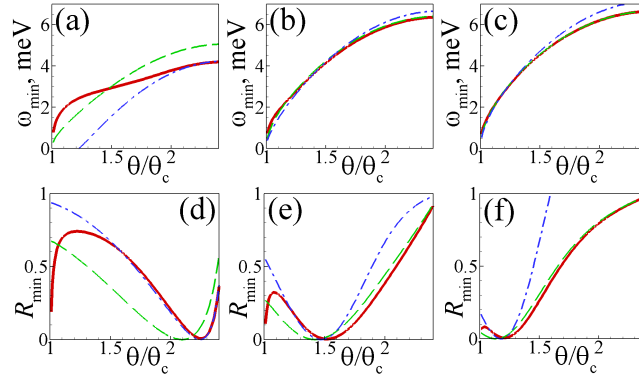 (a) (b) (c)
ω_min, meV ω_min, meV ω_min, meV
6 6 6
4 4 4
2 2 2
0 0 0
1 1.5 2 1 1.5 2 1 1.5 2
θ/θ_c θ/θ_c θ/θ_c
(d) (e) (f)
R_min R_min R_min
1 1 1
0.5 0.5 0.5
0 0 0
1 1.5 2 1 1.5 2 1 1.5 2
θ/θ_c θ/θ_c θ/θ_c